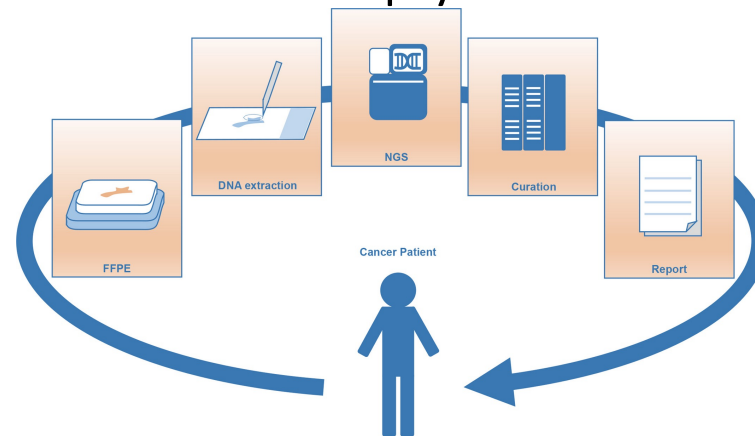 NGS
DNA extraction
Curation
FFPE
Report
Cancer Patient